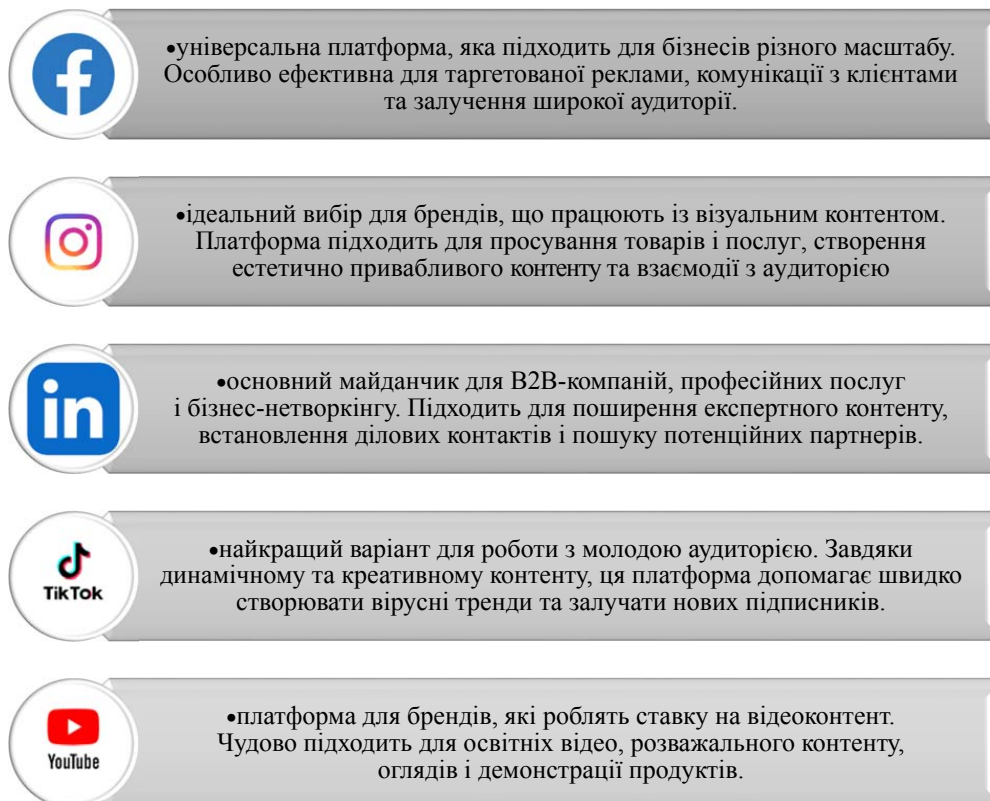 •універсальна платформа, яка підходить для бізнесів різного масштабу.
Особливо ефективна для таргетованої реклами, комунікації з клієнтами
та залучення широкої аудиторії.
•ідеальний вибір для брендів, що працюють із візуальним контентом.
Платформа підходить для просування товарів і послуг, створення
естетично привабливого контенту та взаємодії з аудиторією
in
•основний майданчик для B2B-компаній, професійних послуг
і бізнес-нетворкінгу. Підходить для поширення експертного контенту,
встановлення ділових контактів і пошуку потенційних партнерів.
TikTok
•найкращий варіант для роботи з молодою аудиторією. Завдяки
динамічному та креативному контенту, ця платформа допомагає швидко
створювати вірусні тренди та залучати нових підписників.
YouTube
•платформа для брендів, які роблять ставку на відеоконтент.
Чудово підходить для освітніх відео, розважального контенту,
оглядів і демонстрації продуктів.